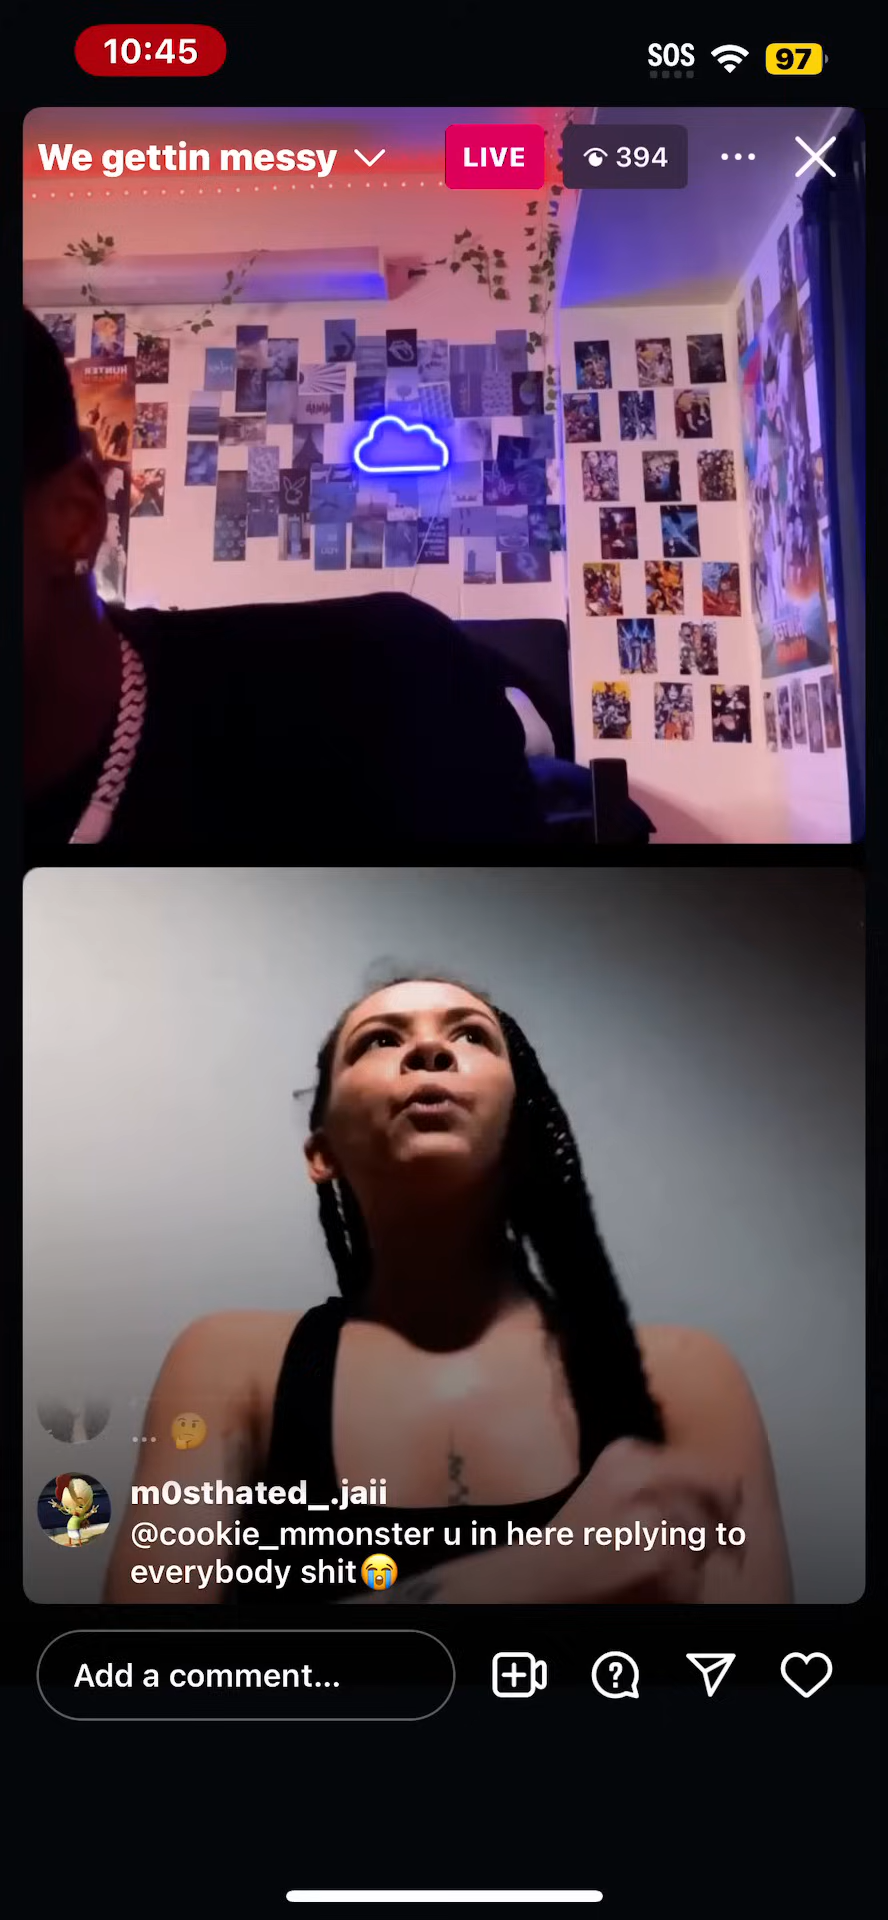 10:45
SOS
97
We gettin messy
LIVE
394
HUNTER
... 🤔
m0sthated_.jaii
@cookie_mmonster u in here replying to
everybody shit😭
Add a comment...